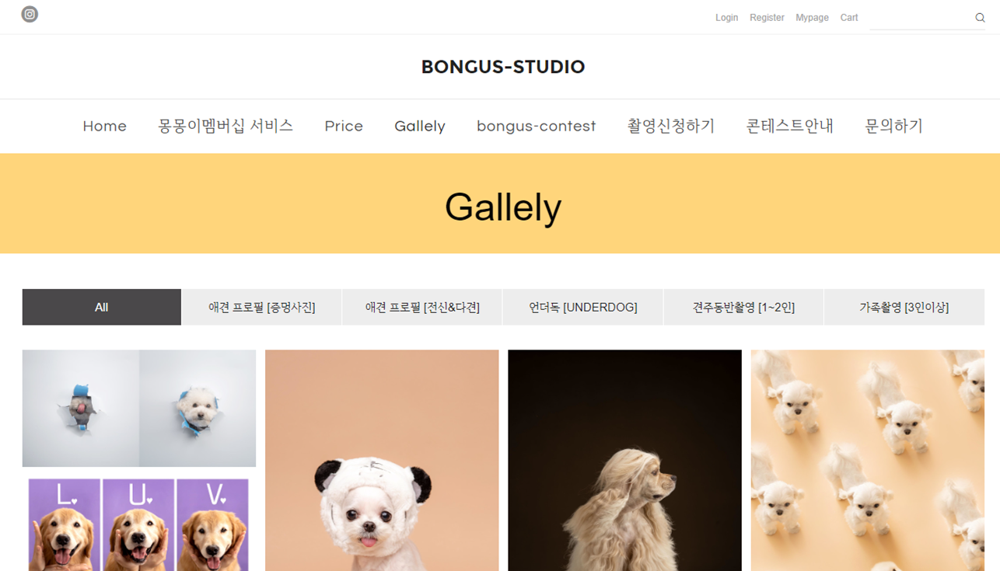 Login Register Mypage Cart
BONGUS-STUDIO
Home 몽몽이멤버십 서비스 Price Gallely bongus-contest 촬영신청하기 콘테스트안내 문의하기
Gallely
All 애견 프로필 [증명사진] 애견 프로필 [전신&다견] 언더독 [UNDERDOG] 견주동반촬영 [1~2인] 가족촬영 [3인이상]
L♥ U♥ V♥